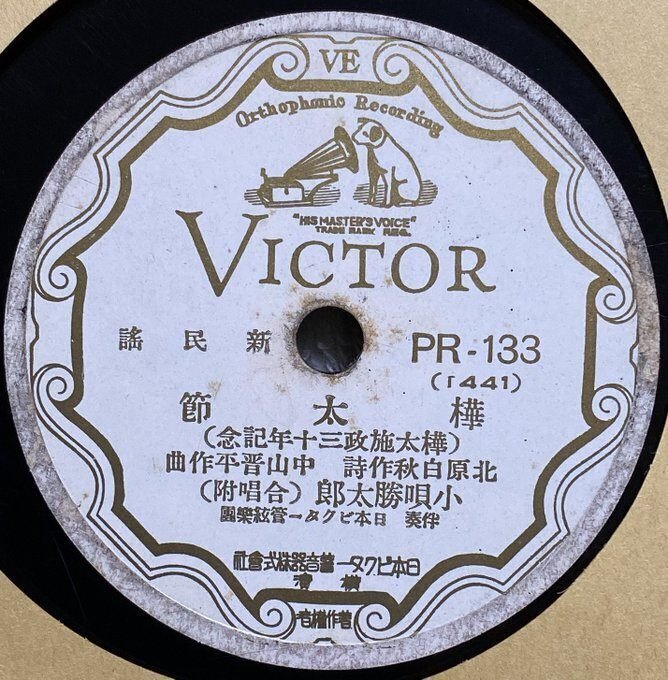 VE
Orthophonic Recording
"HIS MASTER'S VOICE"
TRADE MARK REG.
VICTOR
新民謠
PR-133
(1441)
樺太節
(樺太施政三十年記念)
北原白秋作詩 中山晋平作曲
小唄勝太郎(合唱附)
伴奏 日本ビクター管絃樂團
日本ビクター蓄音器株式會社
橫濱